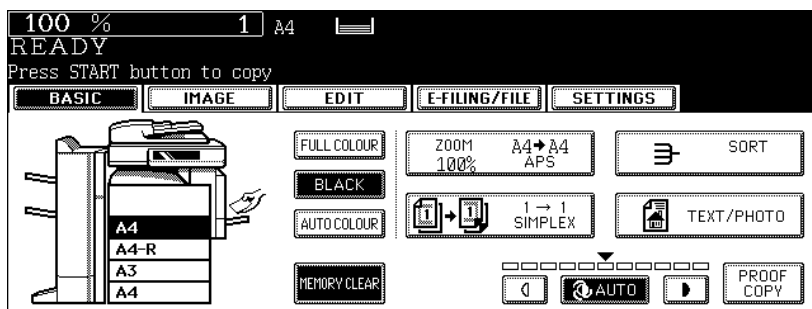 100 % 1 A4
READY
Press START button to copy
BASIC IMAGE EDIT E-FILING/FILE SETTINGS
FULL COLOUR
BLACK
AUTO COLOUR
MEMORY CLEAR
ZOOM A4➔A4
100% APS
SORT
1 1 1 → 1
SIMPLEX
TEXT/PHOTO
A4
A4-R
A3
A4
AUTO
PROOF
COPY